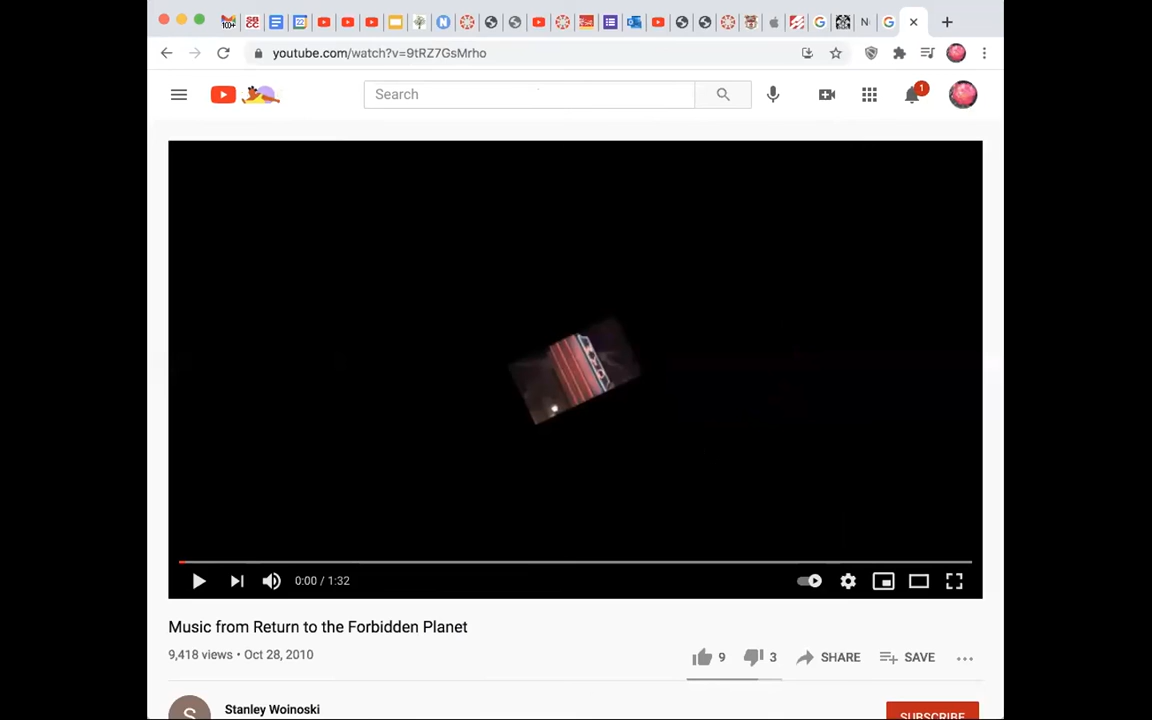 youtube.com/watch?v=9tRZ7GsMrho
Search
1
0:00 / 1:32
Music from Return to the Forbidden Planet
9,418 views • Oct 28, 2010
9
3
SHARE
SAVE
S
Stanley Woinoski
SUBSCRIBE